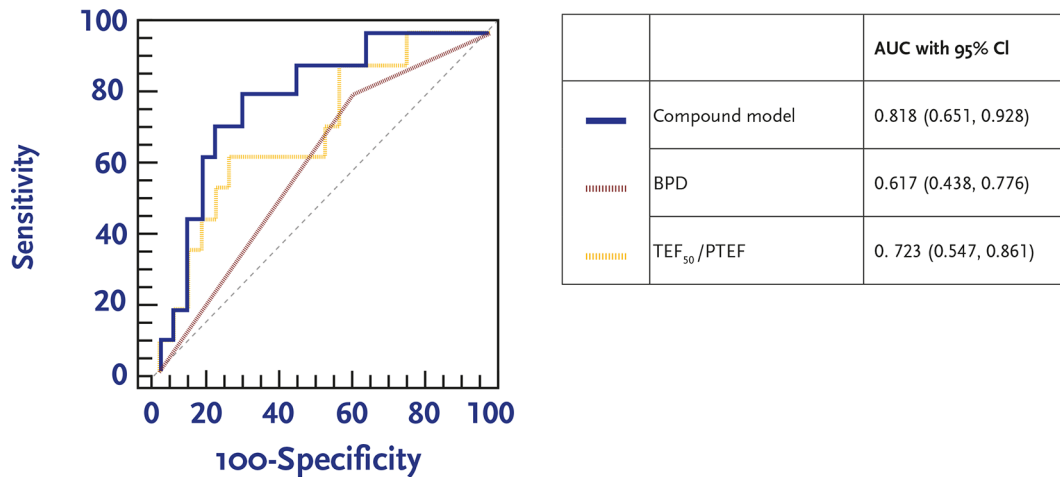 100
80
60
40
20
0
Sensitivity
0 20 40 60 80 100
100-Specificity
AUC with 95% Cl
Compound model 0.818 (0.651, 0.928)
BPD 0.617 (0.438, 0.776)
TEF50/PTEF 0. 723 (0.547, 0.861)